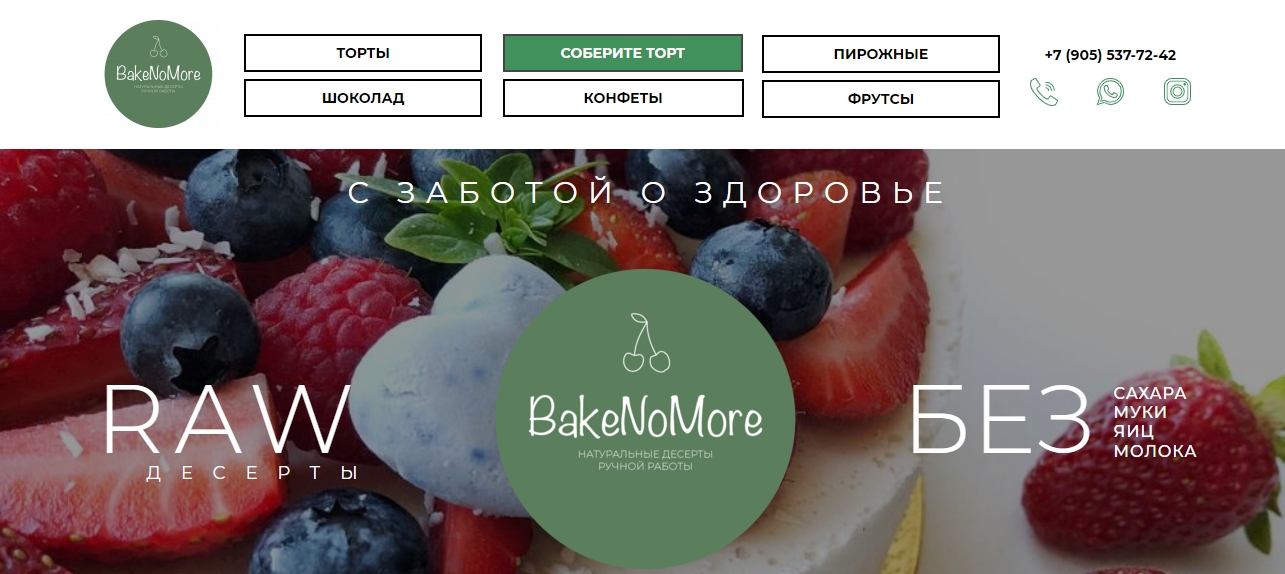 BakeNoMore
НАТУРАЛЬНЫЕ ДЕСЕРТЫ
РУЧНОЙ РАБОТЫ
ТОРТЫ
СОБЕРИТЕ ТОРТ
ПИРОЖНЫЕ
+7 (905) 537-72-42
ШОКОЛАД
КОНФЕТЫ
ФРУТСЫ
С ЗАБОТОЙ О ЗДОРОВЬЕ
RAW
ДЕСЕРТЫ
BakeNoMore
НАТУРАЛЬНЫЕ ДЕСЕРТЫ
РУЧНОЙ РАБОТЫ
БЕЗ
САХАРА
МУКИ
ЯИЦ
МОЛОКА